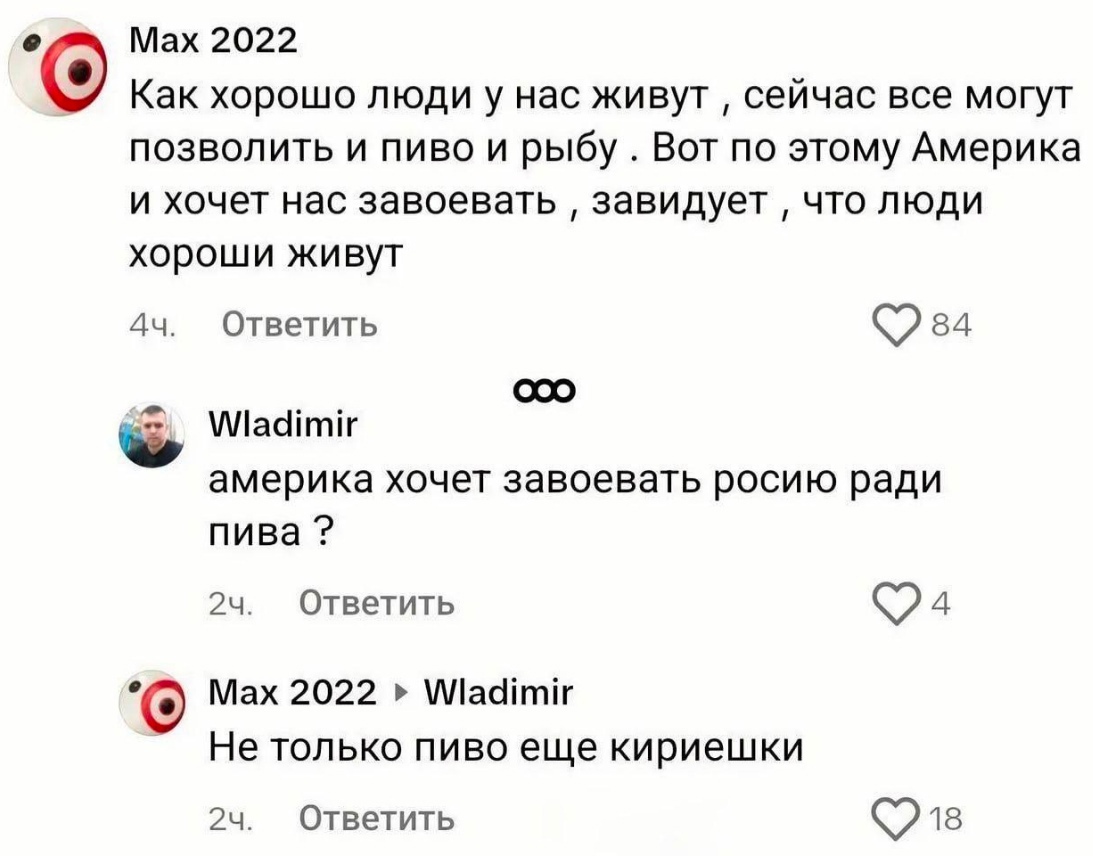 Max 2022
Как хорошо люди у нас живут , сейчас все могут
позволить и пиво и рыбу . Вот по этому Америка
и хочет нас завоевать , завидует , что люди
хороши живут
4ч. Ответить 84
Wladimir
америка хочет завоевать росию ради
пива ?
2ч. Ответить 4
Max 2022 ▸ Wladimir
Не только пиво еще кириешки
2ч. Ответить 18